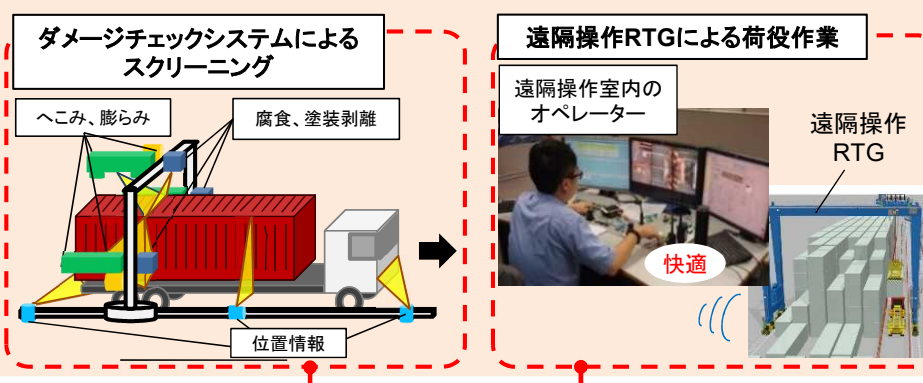 ダメージチェックシステムによる
スクリーニング
へこみ、膨らみ
腐食、塗装剥離
位置情報
遠隔操作RTGによる荷役作業
遠隔操作室内の
オペレーター
快適
遠隔操作
RTG